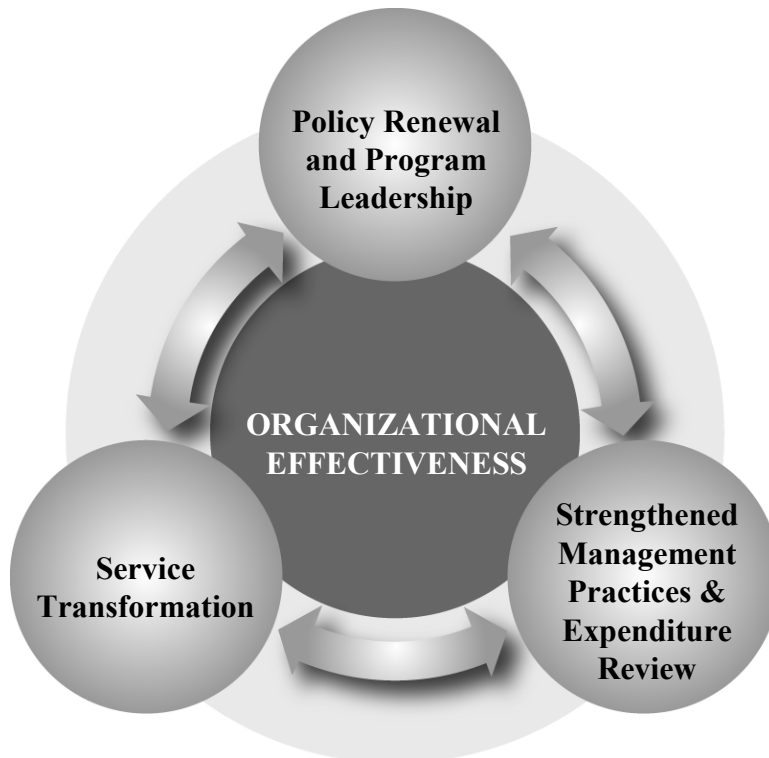 Policy Renewal
and Program
Leadership
ORGANIZATIONAL
EFFECTIVENESS
Service
Transformation
Strengthened
Management
Practices &
Expenditure
Review